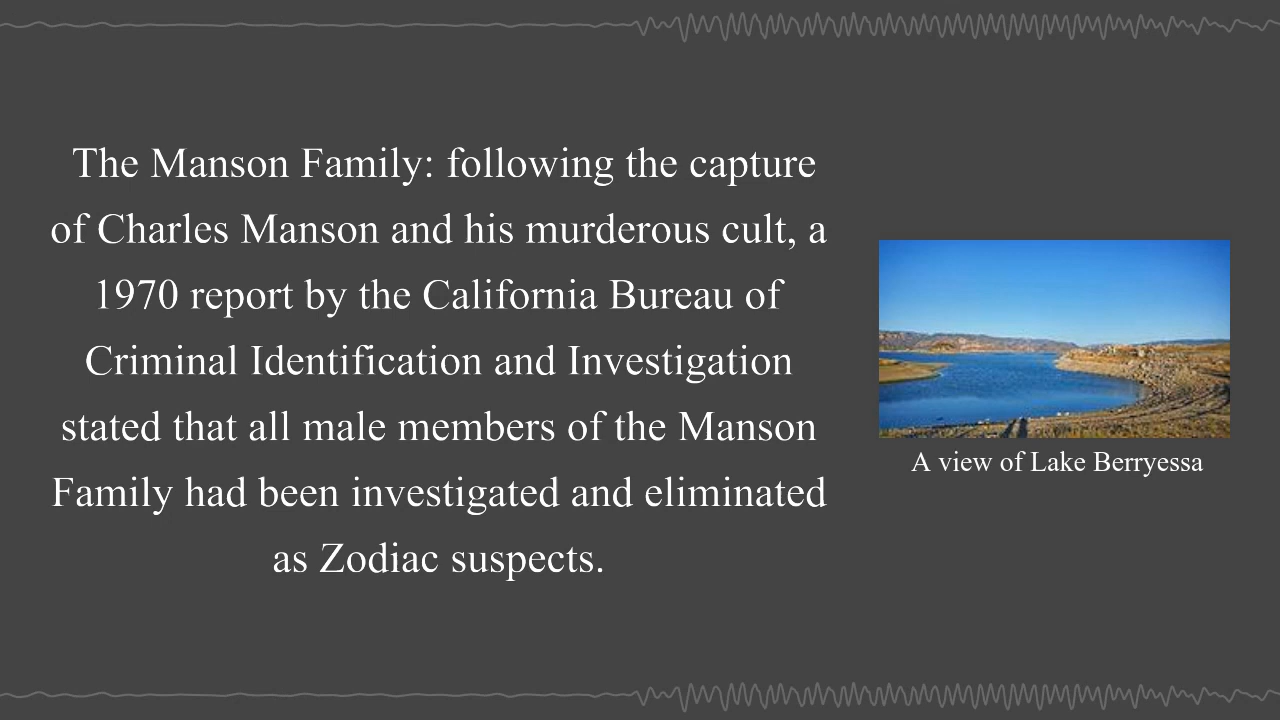 The Manson Family: following the capture
of Charles Manson and his murderous cult, a
1970 report by the California Bureau of
Criminal Identification and Investigation
stated that all male members of the Manson
Family had been investigated and eliminated
as Zodiac suspects.
A view of Lake Berryessa